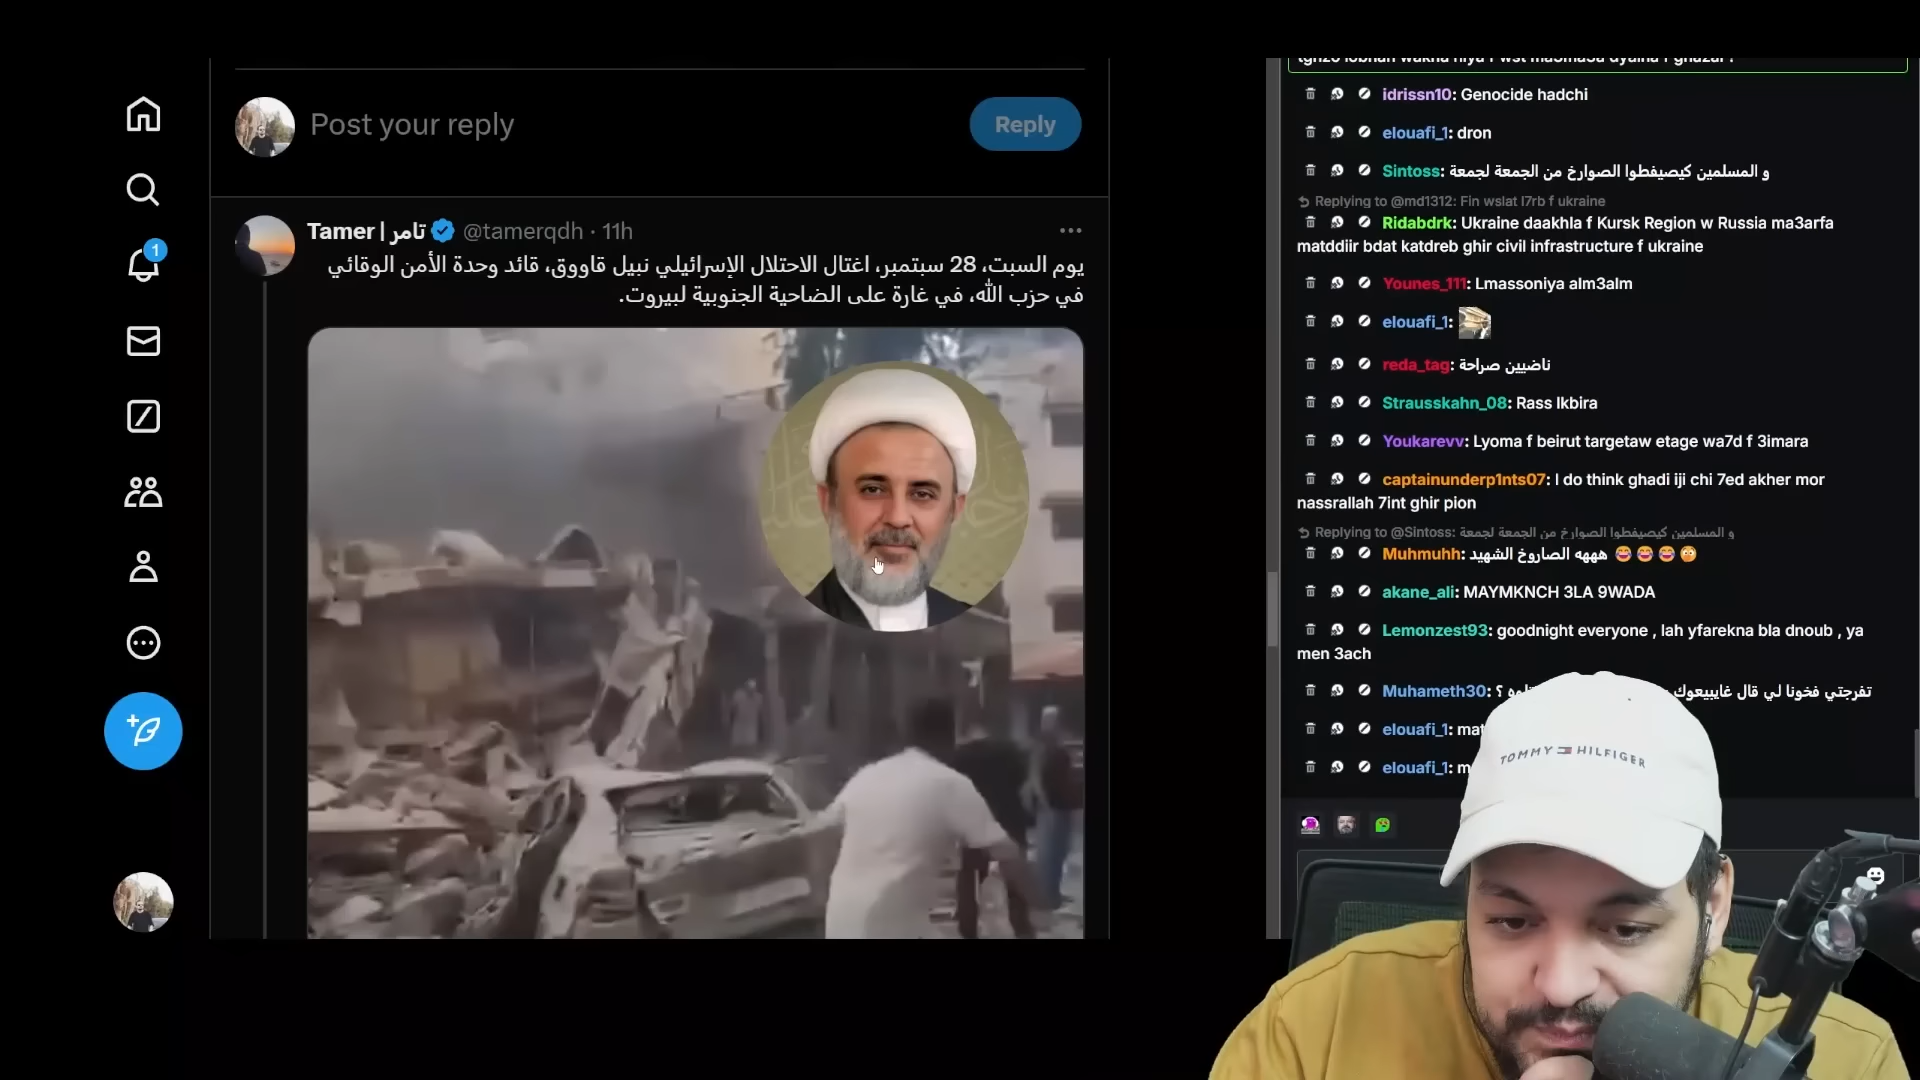 Post your reply
Reply
Tamer | تامر @tamerqdh · 11h
يوم السبت، 28 سبتمبر، اغتال الاحتلال الإسرائيلي نبيل قاووق، قائد وحدة الأمن الوقائي
في حزب الله، في غارة على الضاحية الجنوبية لبيروت.
1
idrissn10: Genocide hadchi
elouafi_1: dron
Sintoss: و المسلمين كيصيفطوا الصوارخ من الجمعة لجمعة
Replying to @md1312: Fin wslat l7rb f ukraine
Ridabdrk: Ukraine daakhla f Kursk Region w Russia ma3arfa
matddiir bdat katdreb ghir civil infrastructure f ukraine
Younes_111: Lmassoniya alm3alm
elouafi_1:
reda_tag: ناضيين صراحة
Strausskahn_08: Rass lkbira
Youkarevv: Lyoma f beirut targetaw etage wa7d f 3imara
captainunderp1nts07: I do think ghadi iji chi 7ed akher mor
nassrallah 7int ghir pion
Replying to @Sintoss: و المسلمين كيصيفطوا الصوارخ من الجمعة لجمعة
Muhmuhh: هههه الصاروخ الشهيد 😂😂😂😳
akane_ali: MAYMKNCH 3LA 9WADA
Lemonzest93: goodnight everyone , lah yfarekna bla dnoub , ya
men 3ach
Muhameth30: تفرجتي فخونا لي قال غايبيعوك ؟
elouafi_1:
elouafi_1:
TOMMY HILFIGER